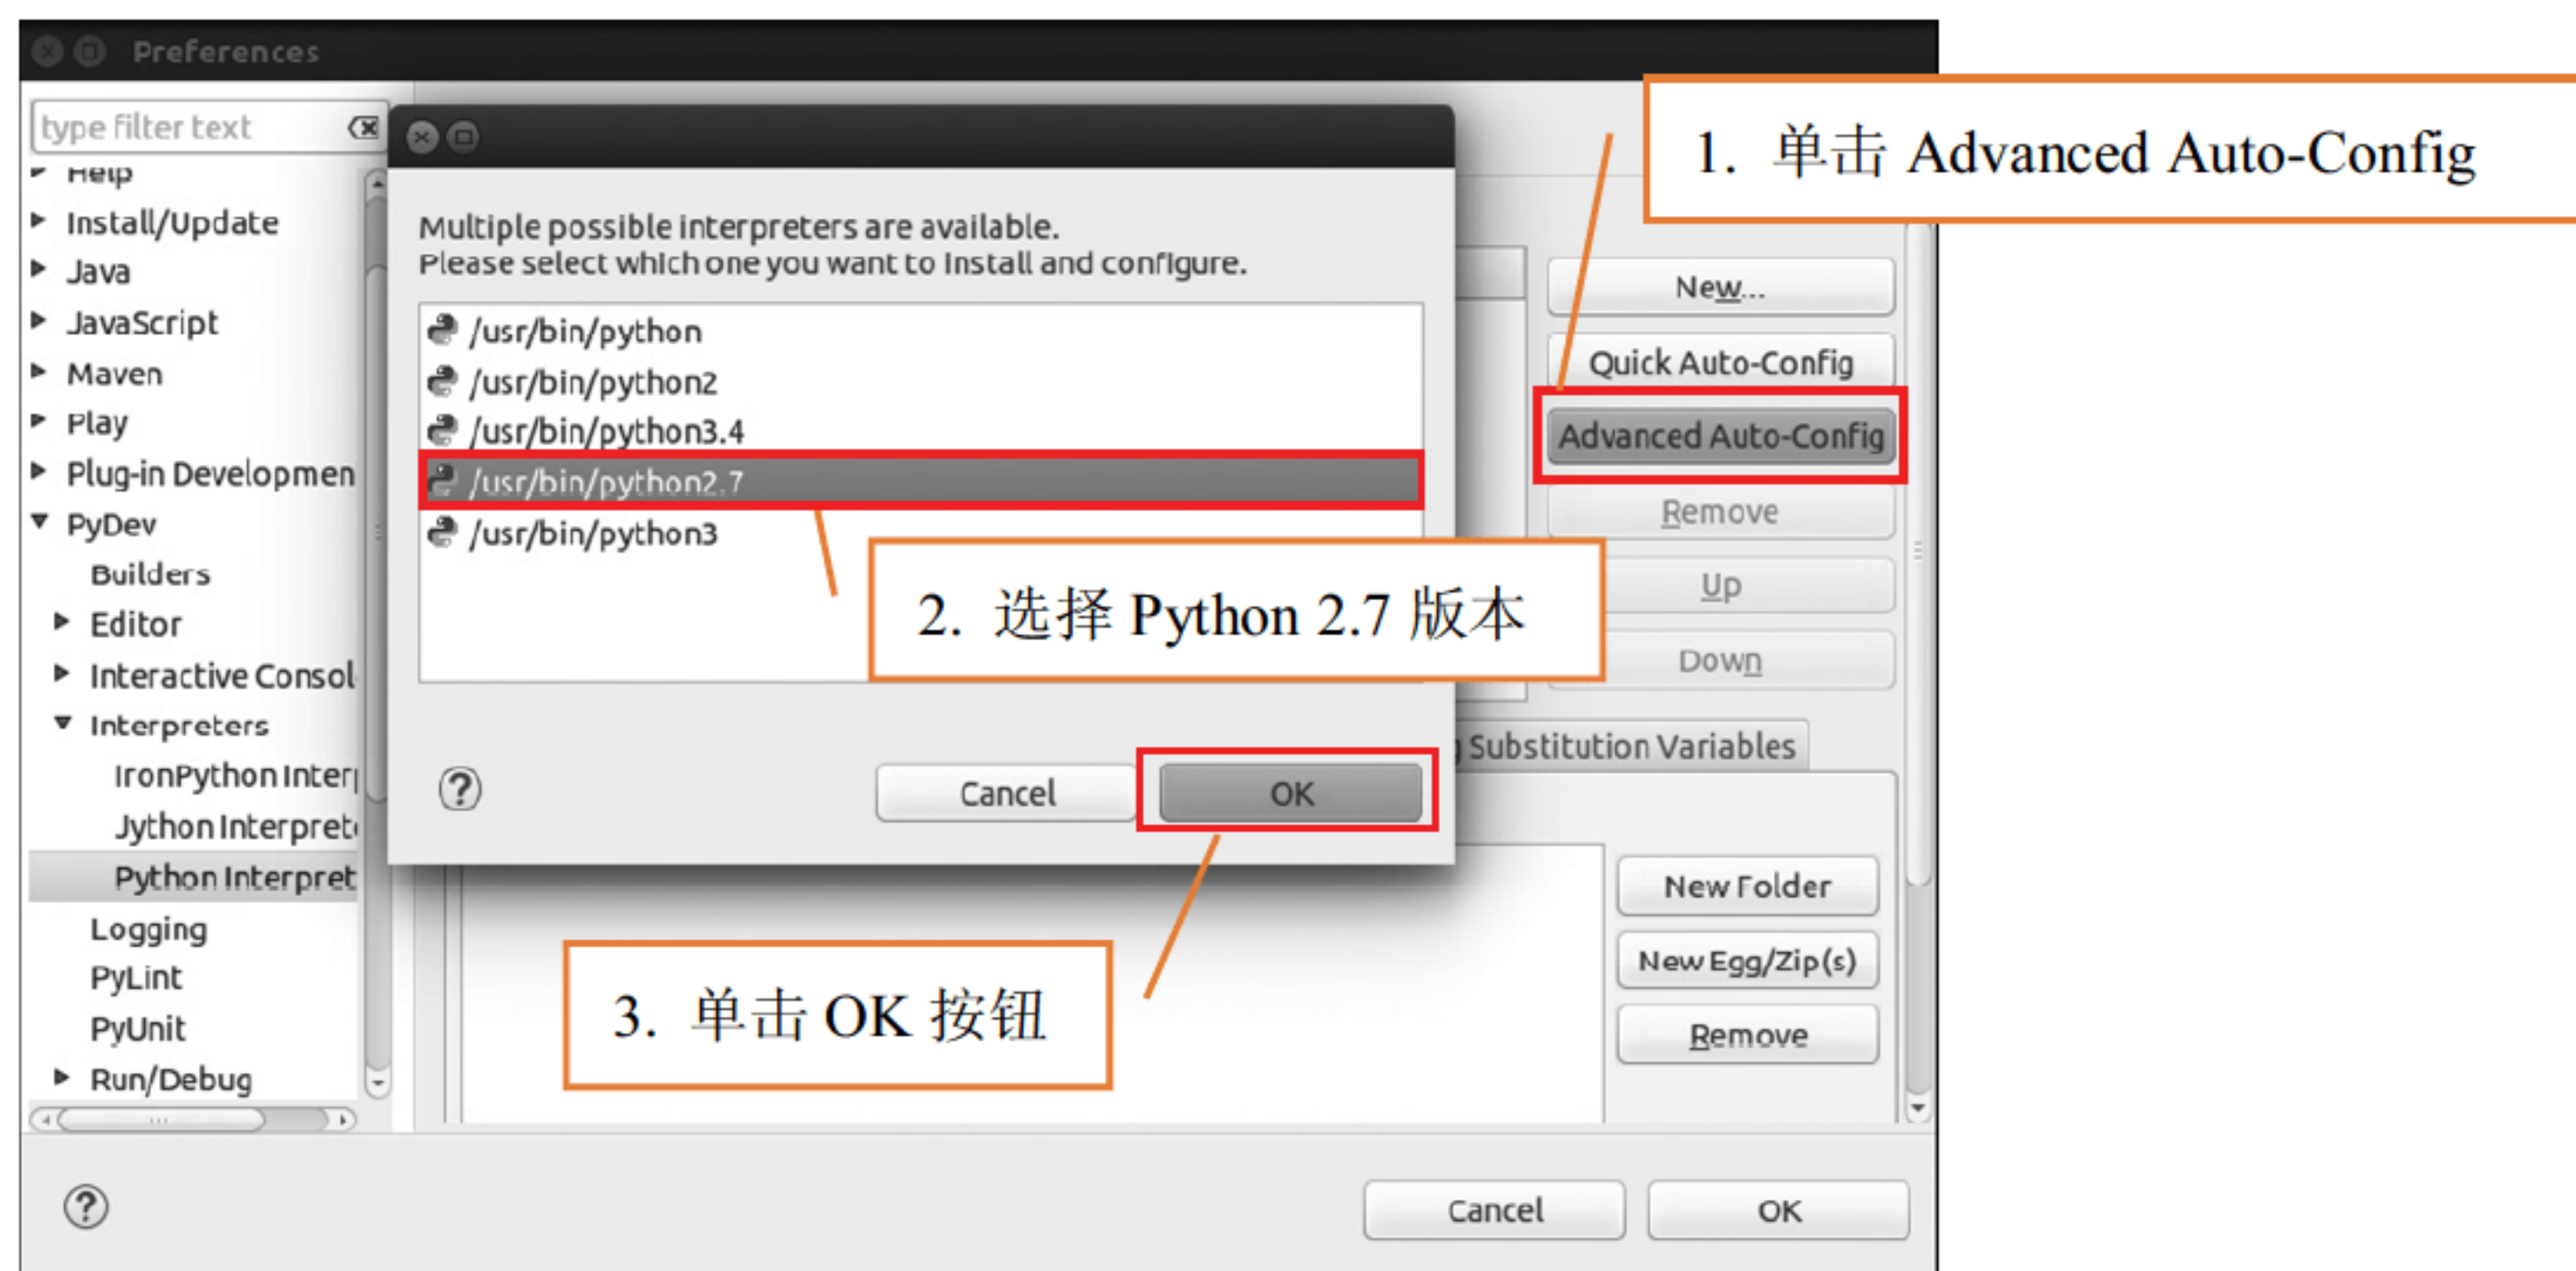 Preferences
type filter text
Help
Install/Update
Java
JavaScript
Maven
Play
Plug-in Developmen
PyDev
Builders
Editor
Interactive Consol
Interpreters
IronPython Inter
Jython Interpret
Python Interpret
Logging
PyLint
PyUnit
Run/Debug
Multiple possible interpreters are available.
Please select which one you want to install and configure.
/usr/bin/python
/usr/bin/python2
/usr/bin/python3.4
/usr/bin/python2.7
/usr/bin/python3
Cancel
OK
1. 单击 Advanced Auto-Config
2. 选择 Python 2.7 版本
3. 单击 OK 按钮
New...
Quick Auto-Config
Advanced Auto-Config
Remove
Up
Down
Substitution Variables
New Folder
New Egg/Zip(s)
Remove
Cancel
OK